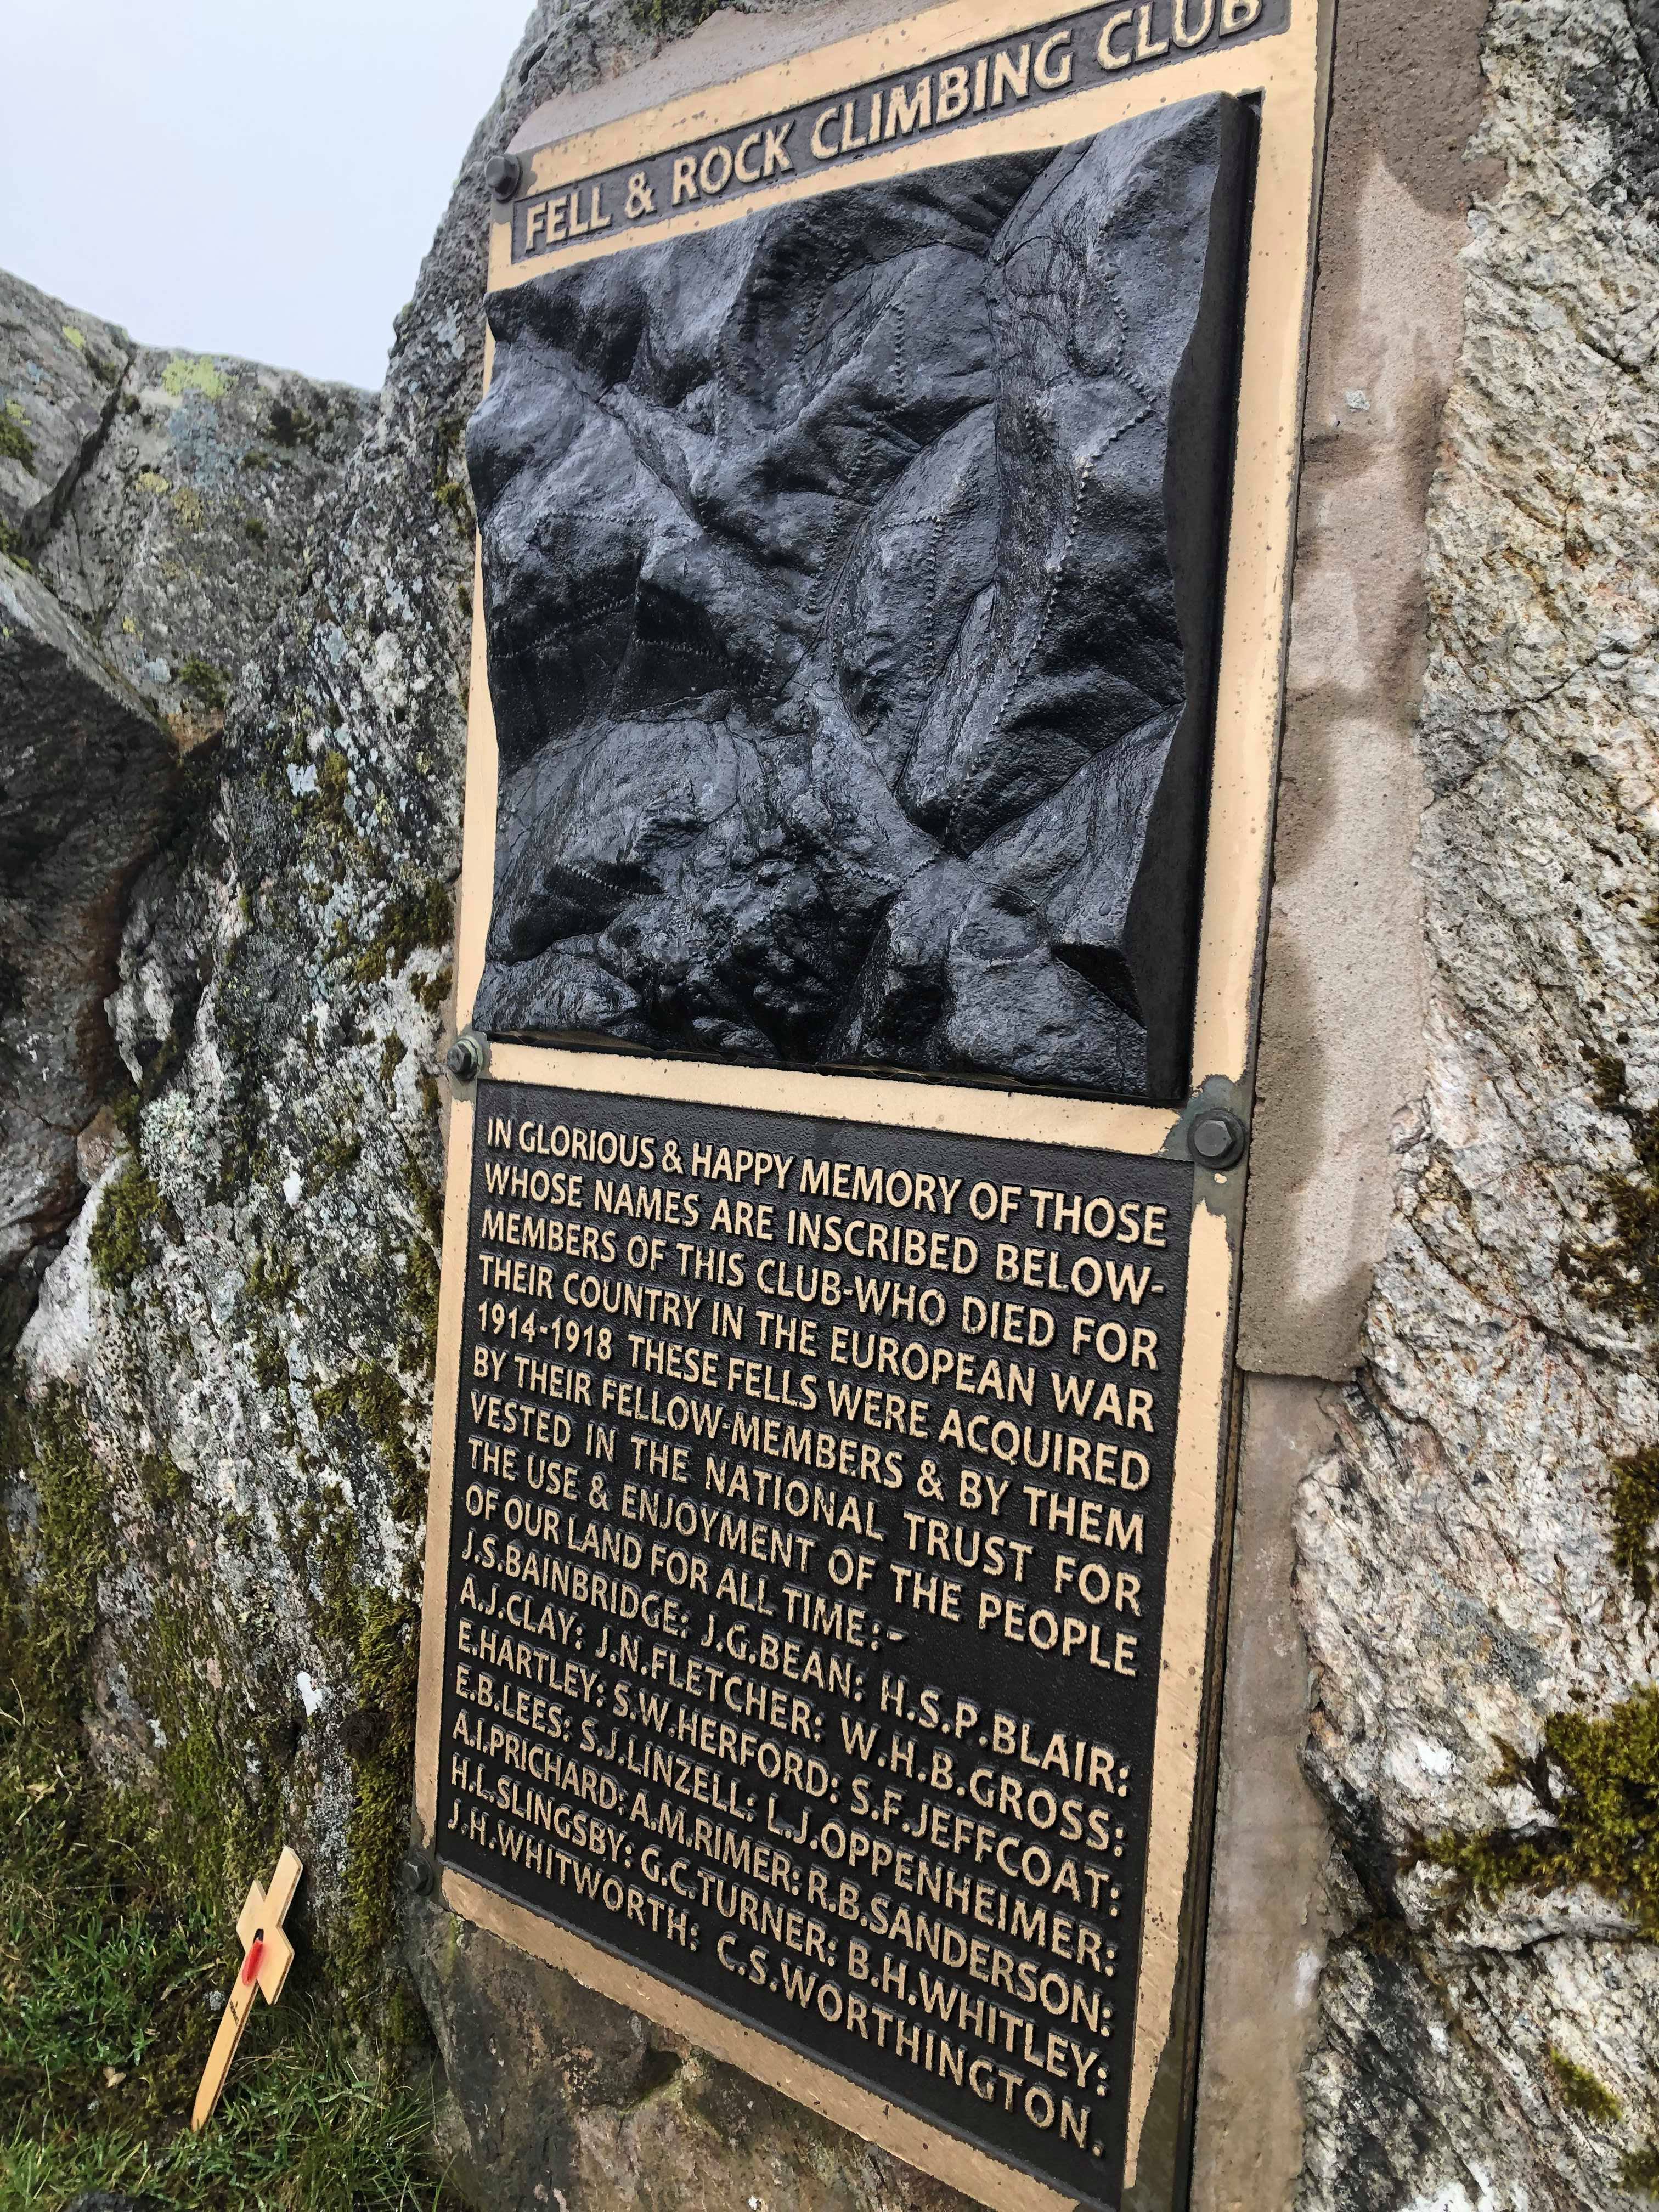 FELL & ROCK CLIMBING CLUB
IN GLORIOUS & HAPPY MEMORY OF THOSE
WHOSE NAMES ARE INSCRIBED BELOW-
MEMBERS OF THIS CLUB-WHO DIED FOR
THEIR COUNTRY IN THE EUROPEAN WAR
1914-1918 THESE FELLS WERE ACQUIRED
BY THEIR FELLOW-MEMBERS & BY THEM
VESTED IN THE NATIONAL TRUST FOR
THE USE & ENJOYMENT OF THE PEOPLE
OF OUR LAND FOR ALL TIME:-
J.S.BAINBRIDGE: J.G.BEAN: H.S.P.BLAIR:
A.J.CLAY: J.N.FLETCHER: W.H.B.GROSS:
E.HARTLEY: S.W.HERFORD: S.F.JEFFCOAT:
E.B.LEES: S.J.LINZELL: L.J.OPPENHEIMER:
A.I.PRICHARD: A.M.RIMER: R.B.SANDERSON:
H.L.SLINGSBY: G.C.TURNER: B.H.WHITLEY:
J.H.WHITWORTH: C.S.WORTHINGTON.